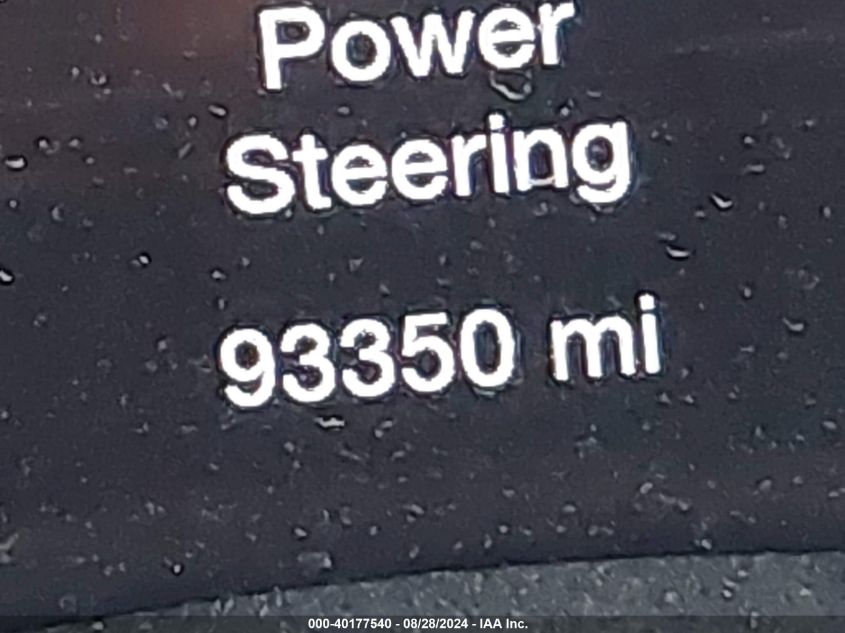 Power
Steering
93350 mi
000-40177540 - 08/28/2024 - IAA Inc.